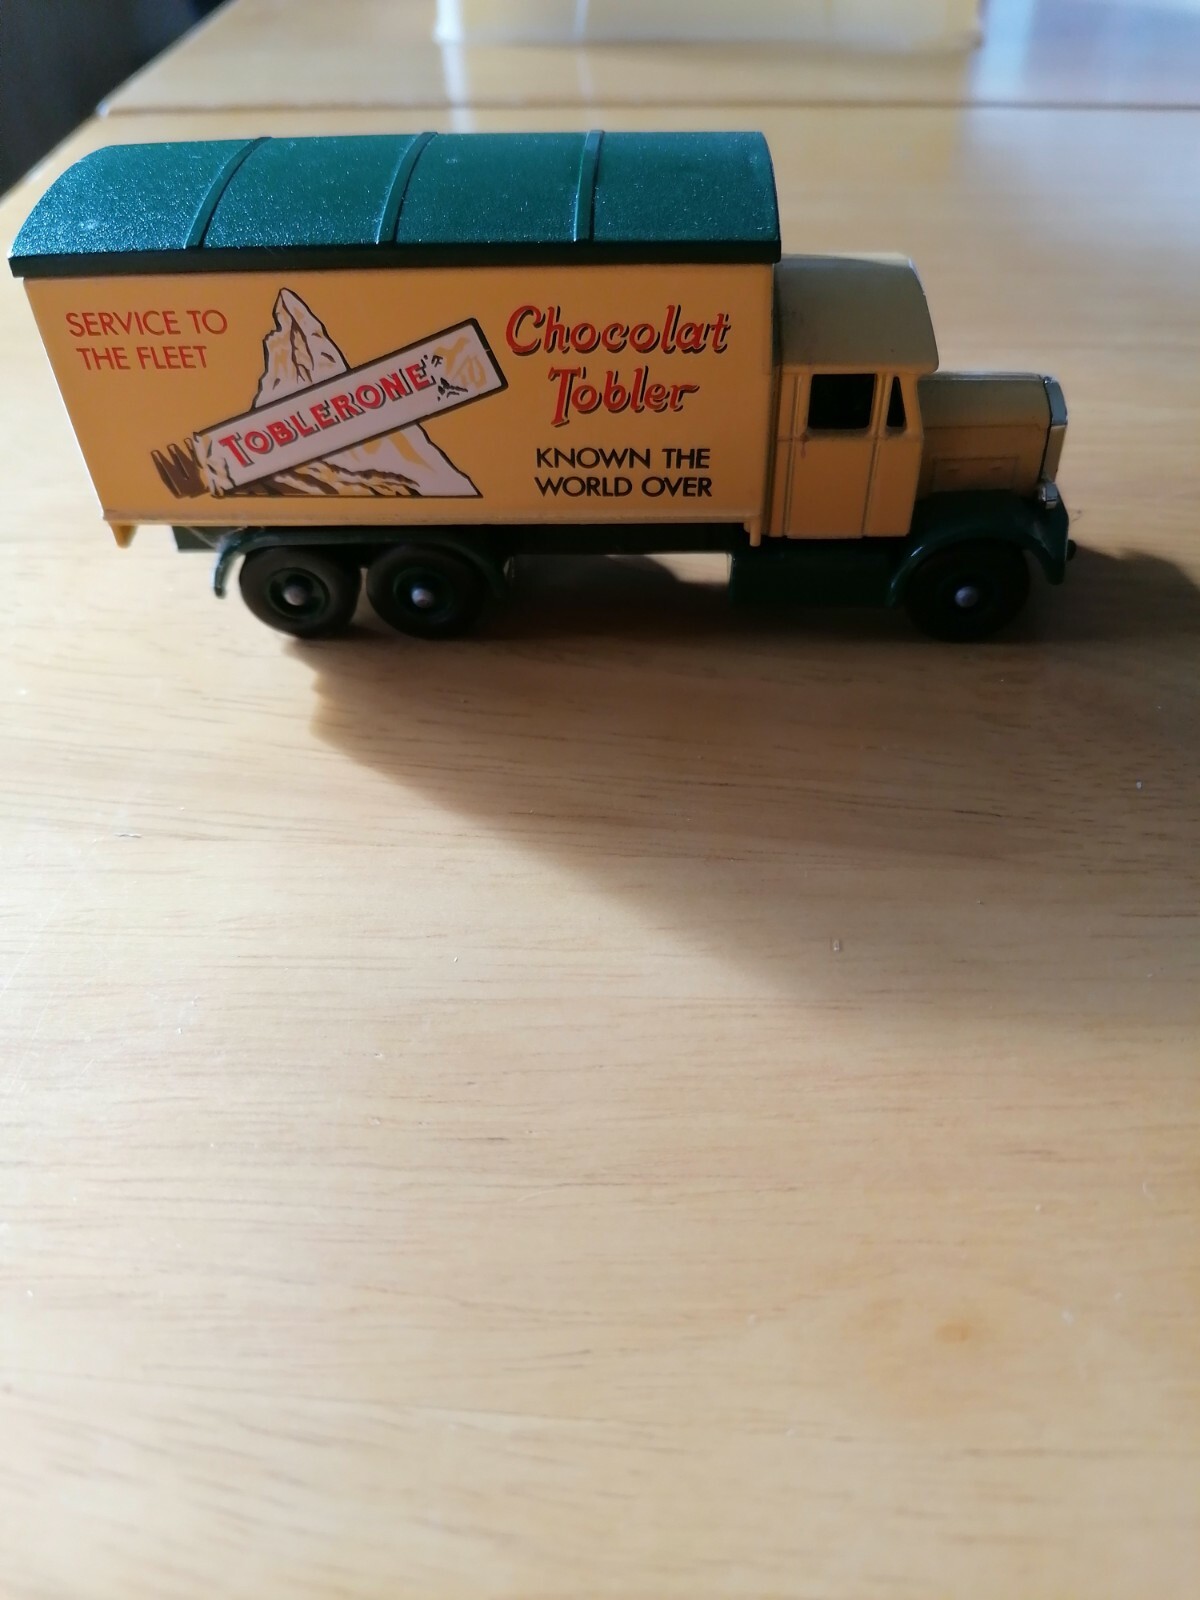 SERVICE TO
THE FLEET
TOBLERONE
Chocolat
Tobler
KNOWN THE
WORLD OVER